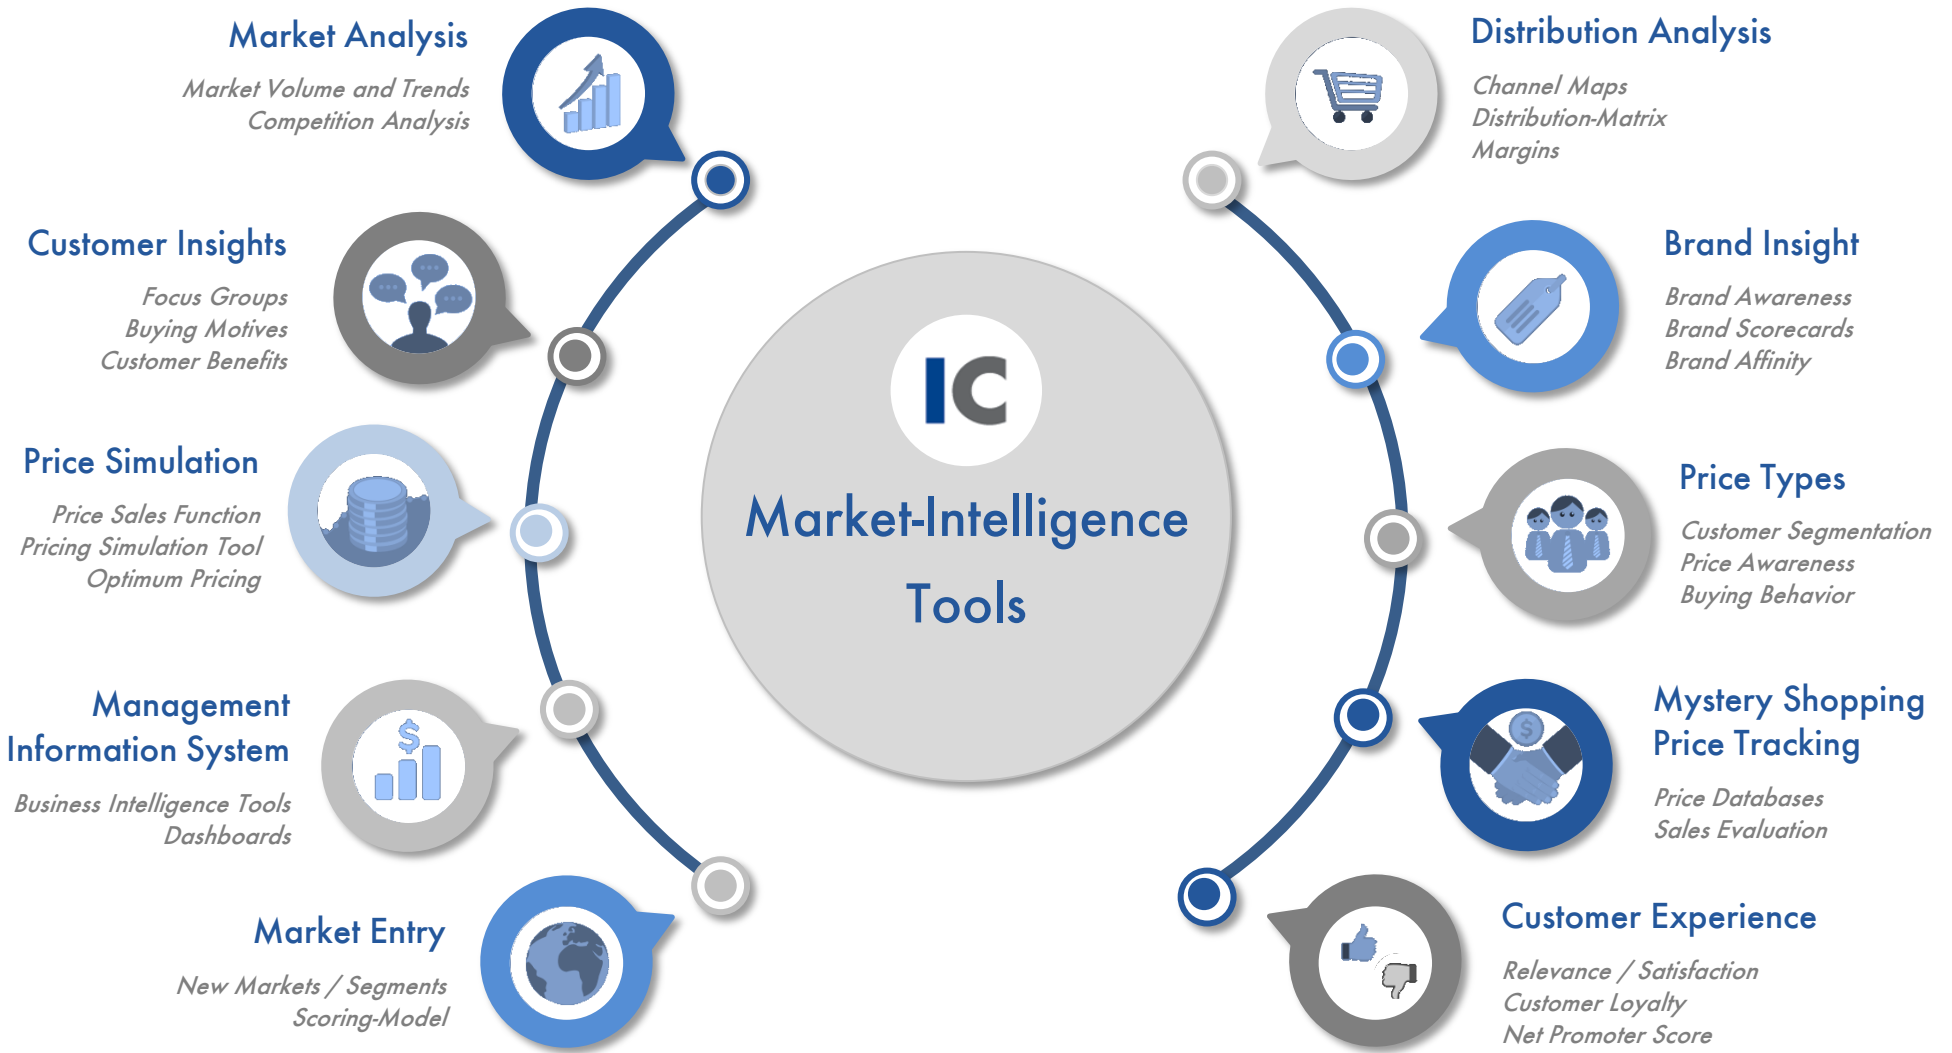 Market Analysis
Market Volume and Trends
Competition Analysis
Customer Insights
Focus Groups
Buying Motives
Customer Benefits
Price Simulation
Price Sales Function
Pricing Simulation Tool
Optimum Pricing
Management
Information System
$
Business Intelligence Tools
Dashboards
Market Entry
New Markets / Segments
Scoring-Model
IC
Market-Intelligence
Tools
Distribution Analysis
Channel Maps
Distribution-Matrix
Margins
Brand Insight
Brand Awareness
Brand Scorecards
Brand Affinity
Price Types
Customer Segmentation
Price Awareness
Buying Behavior
Mystery Shopping
Price Tracking
$
Price Databases
Sales Evaluation
Customer Experience
Relevance / Satisfaction
Customer Loyalty
Net Promoter Score